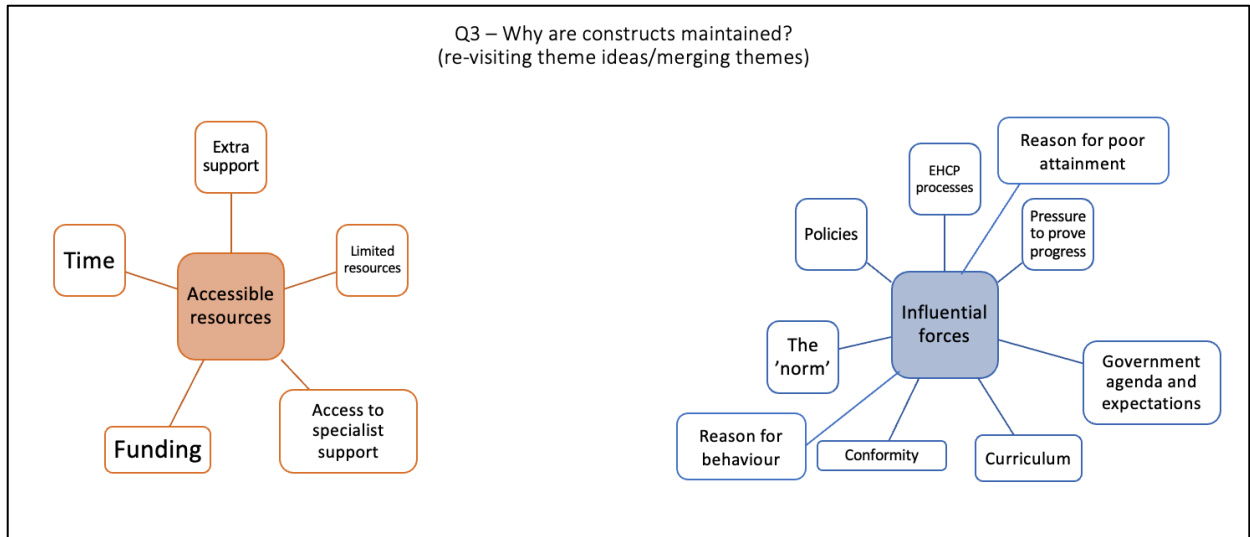 Q3 – Why are constructs maintained?
(re-visiting theme ideas/merging themes)
Extra
support
Time
Limited
resources
Accessible
resources
Funding
Access to
specialist
support
EHCP
processes
Reason for poor
attainment
Policies
Pressure
to prove
progress
Influential
forces
The
’norm’
Government
agenda and
expectations
Reason for
behaviour
Conformity
Curriculum